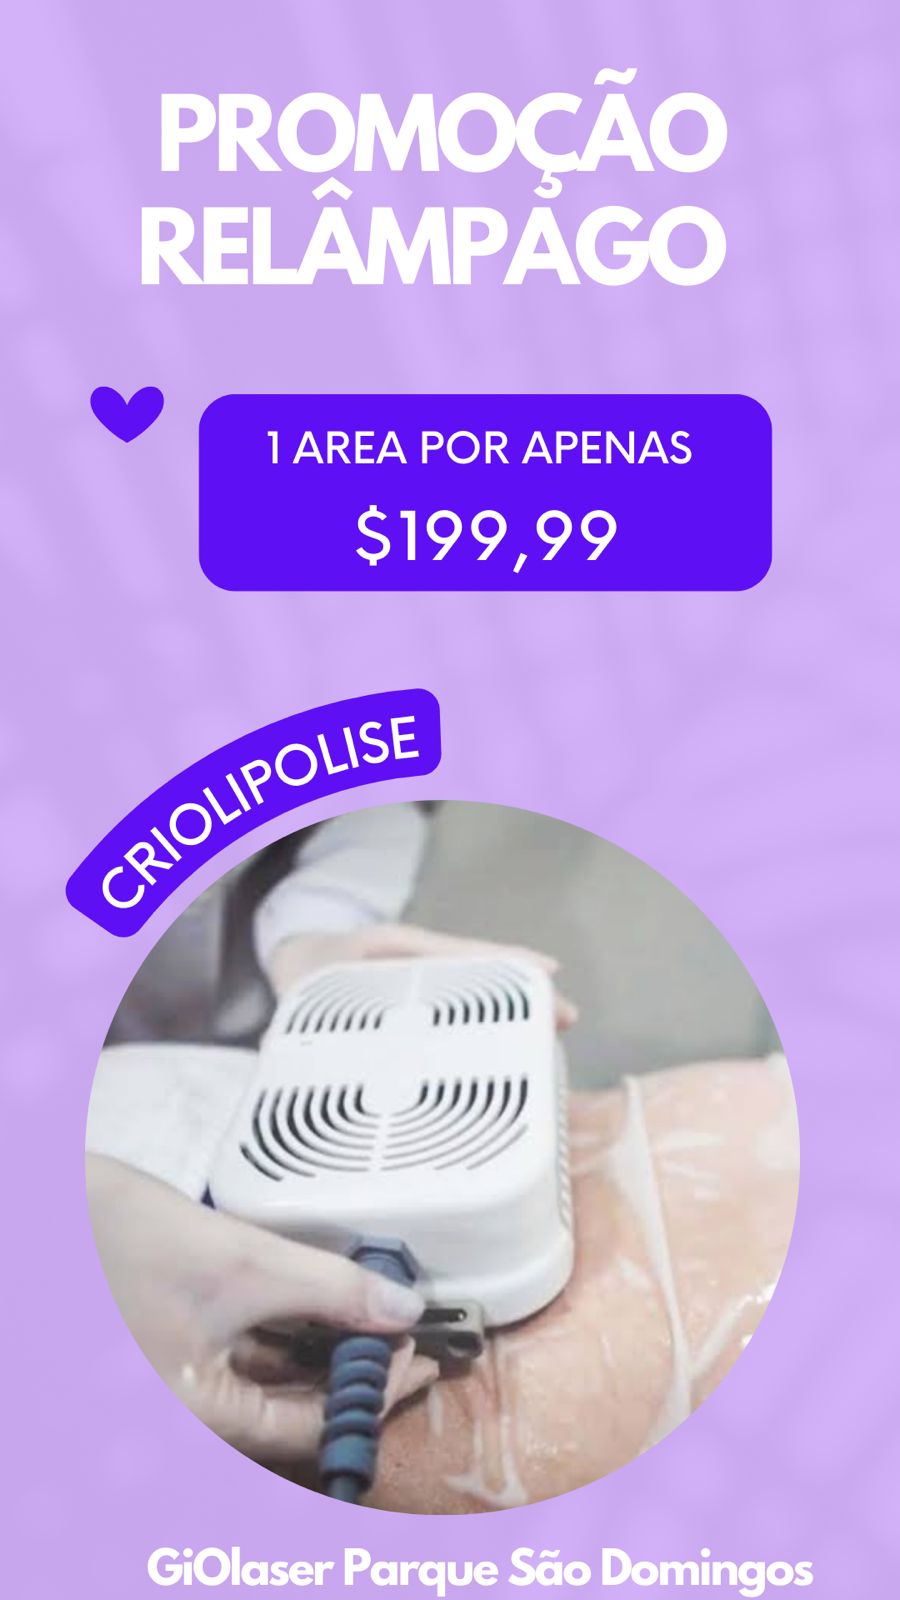 PROMOÇÃO
RELÂMPAGO
1 AREA POR APENAS
$199,99
CRIOLIPOLISE
GiOlaser Parque São Domingos